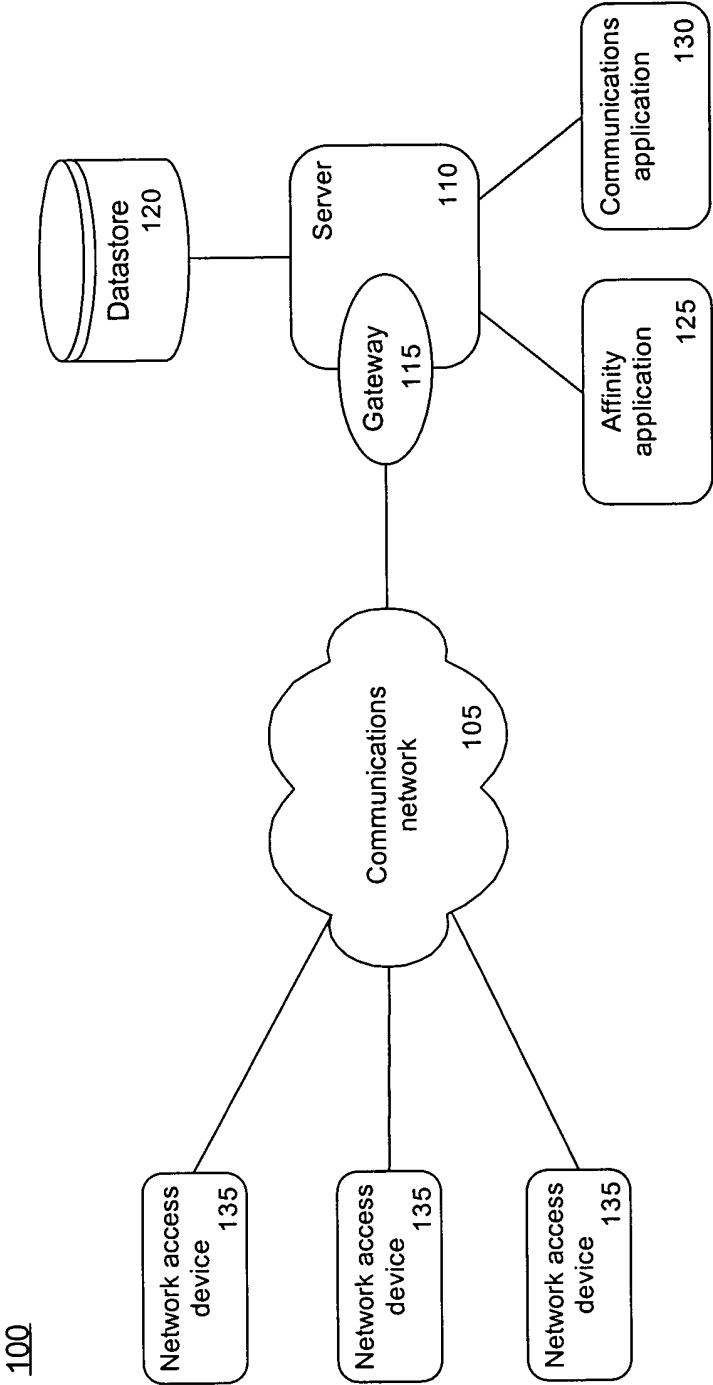 100
Network access
device
135
Network access
device
135
Network access
device
135
Communications
network
105
Gateway
115
Server
110
Datastore
120
Affinity
application
125
Communications
application
130